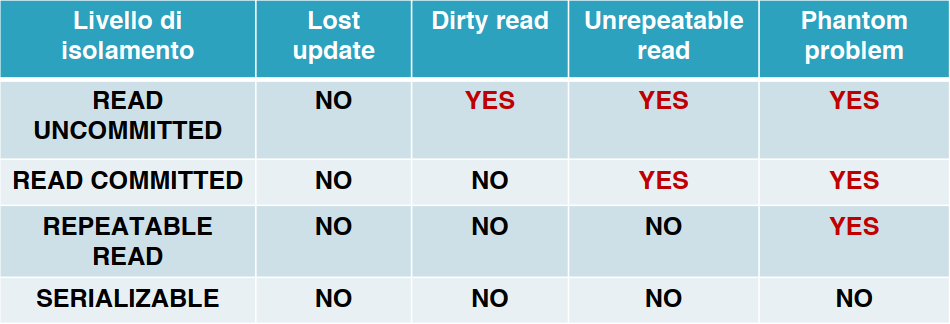 Livello di isolamento Lost update Dirty read Unrepeatable read Phantom problem
READ UNCOMMITTED NO YES YES YES
READ COMMITTED NO NO YES YES
REPEATABLE READ NO NO NO YES
SERIALIZABLE NO NO NO NO